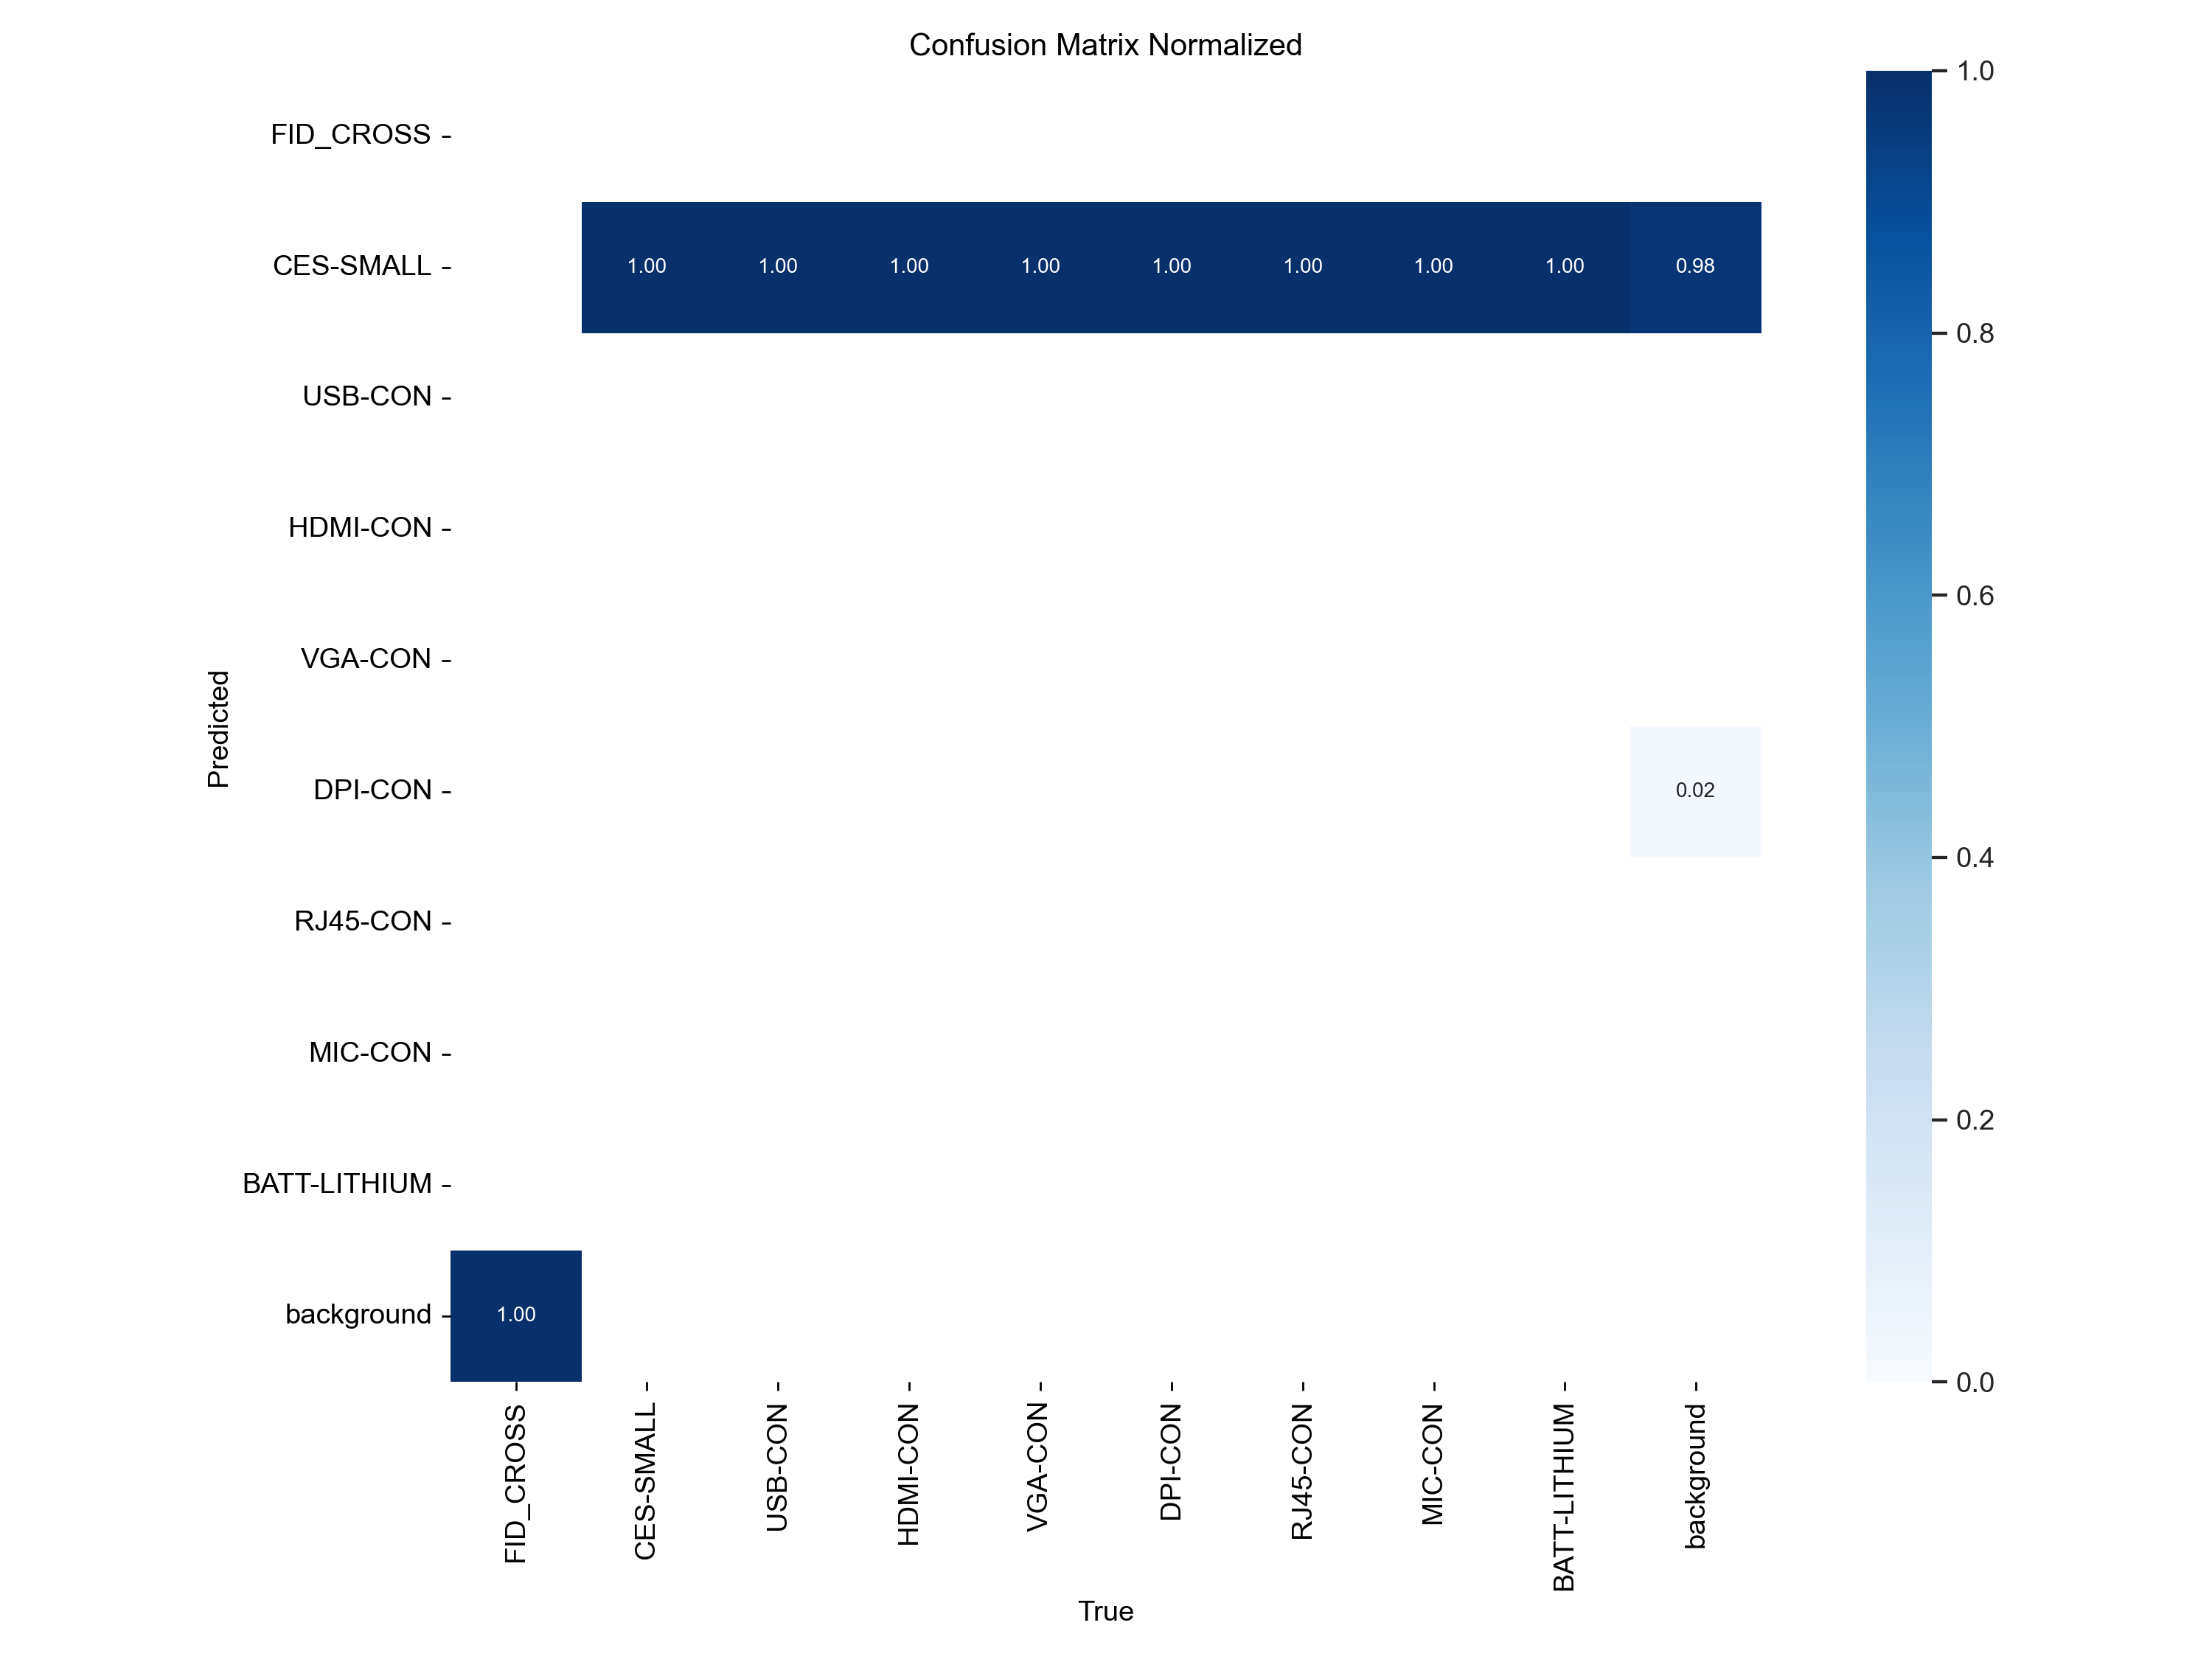 Confusion Matrix Normalized
FID_CROSS
CES-SMALL
USB-CON
HDMI-CON
VGA-CON
DPI-CON
RJ45-CON
MIC-CON
BATT-LITHIUM
background
Predicted
1.00 1.00 1.00 1.00 1.00 1.00 1.00 1.00 0.98
0.02
1.00
FID_CROSS
CES-SMALL
USB-CON
HDMI-CON
VGA-CON
DPI-CON
RJ45-CON
MIC-CON
BATT-LITHIUM
background
True
1.0
0.8
0.6
0.4
0.2
0.0